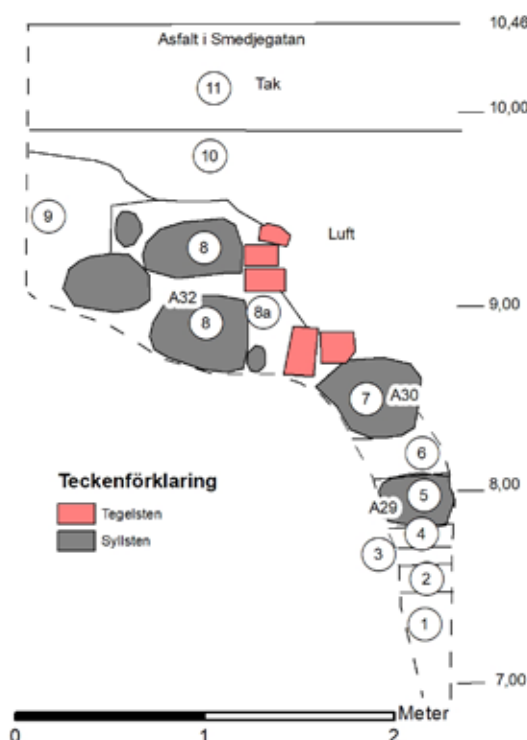 10,46
Asfalt i Smedjegatan
11
Tak
10,00
10
9
Luft
8
9,00
A32
8a
8
7
A30
6
Teckenförklaring
8,00
5
Tegelsten
A29
4
Syllsten
3
2
1
7,00
Meter
0
1
2